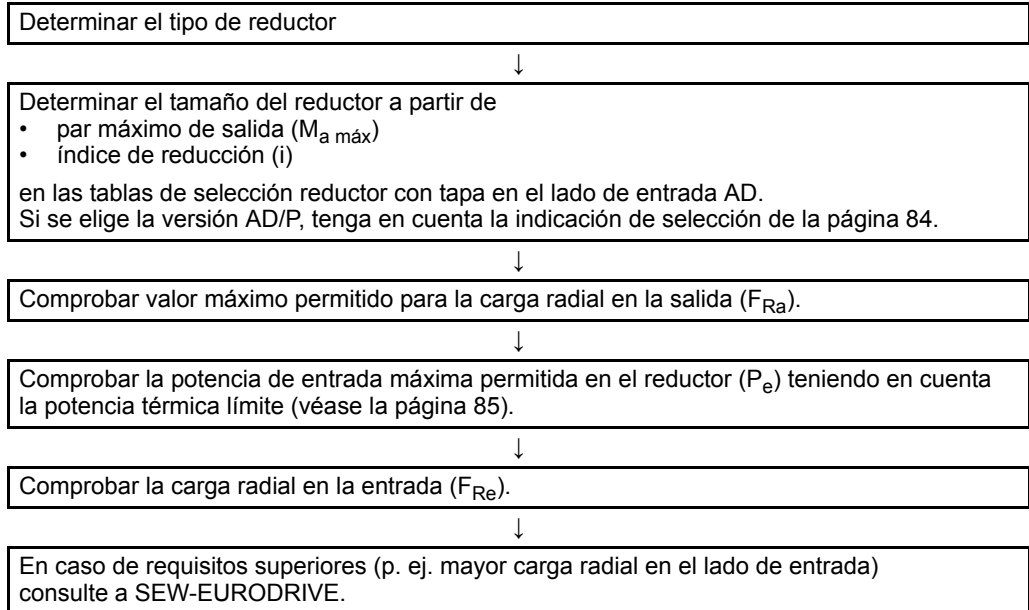 Determinar el tipo de reductor
↓
Determinar el tamaño del reductor a partir de
• par máximo de salida (Ma máx)
• índice de reducción (i)
en las tablas de selección reductor con tapa en el lado de entrada AD.
Si se elige la versión AD/P, tenga en cuenta la indicación de selección de la página 84.
↓
Comprobar valor máximo permitido para la carga radial en la salida (FRa).
↓
Comprobar la potencia de entrada máxima permitida en el reductor (Pe) teniendo en cuenta
la potencia térmica límite (véase la página 85).
↓
Comprobar la carga radial en la entrada (FRe).
↓
En caso de requisitos superiores (p. ej. mayor carga radial en el lado de entrada)
consulte a SEW-EURODRIVE.